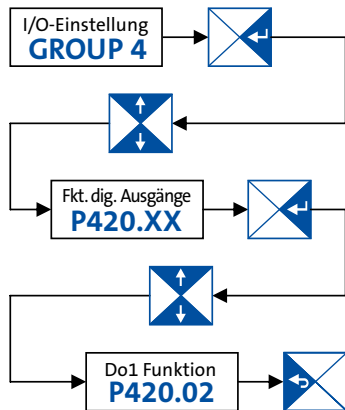 I/O-Einstellung
GROUP 4
Fkt. dig. Ausgänge
P420.XX
Do1 Funktion
P420.02